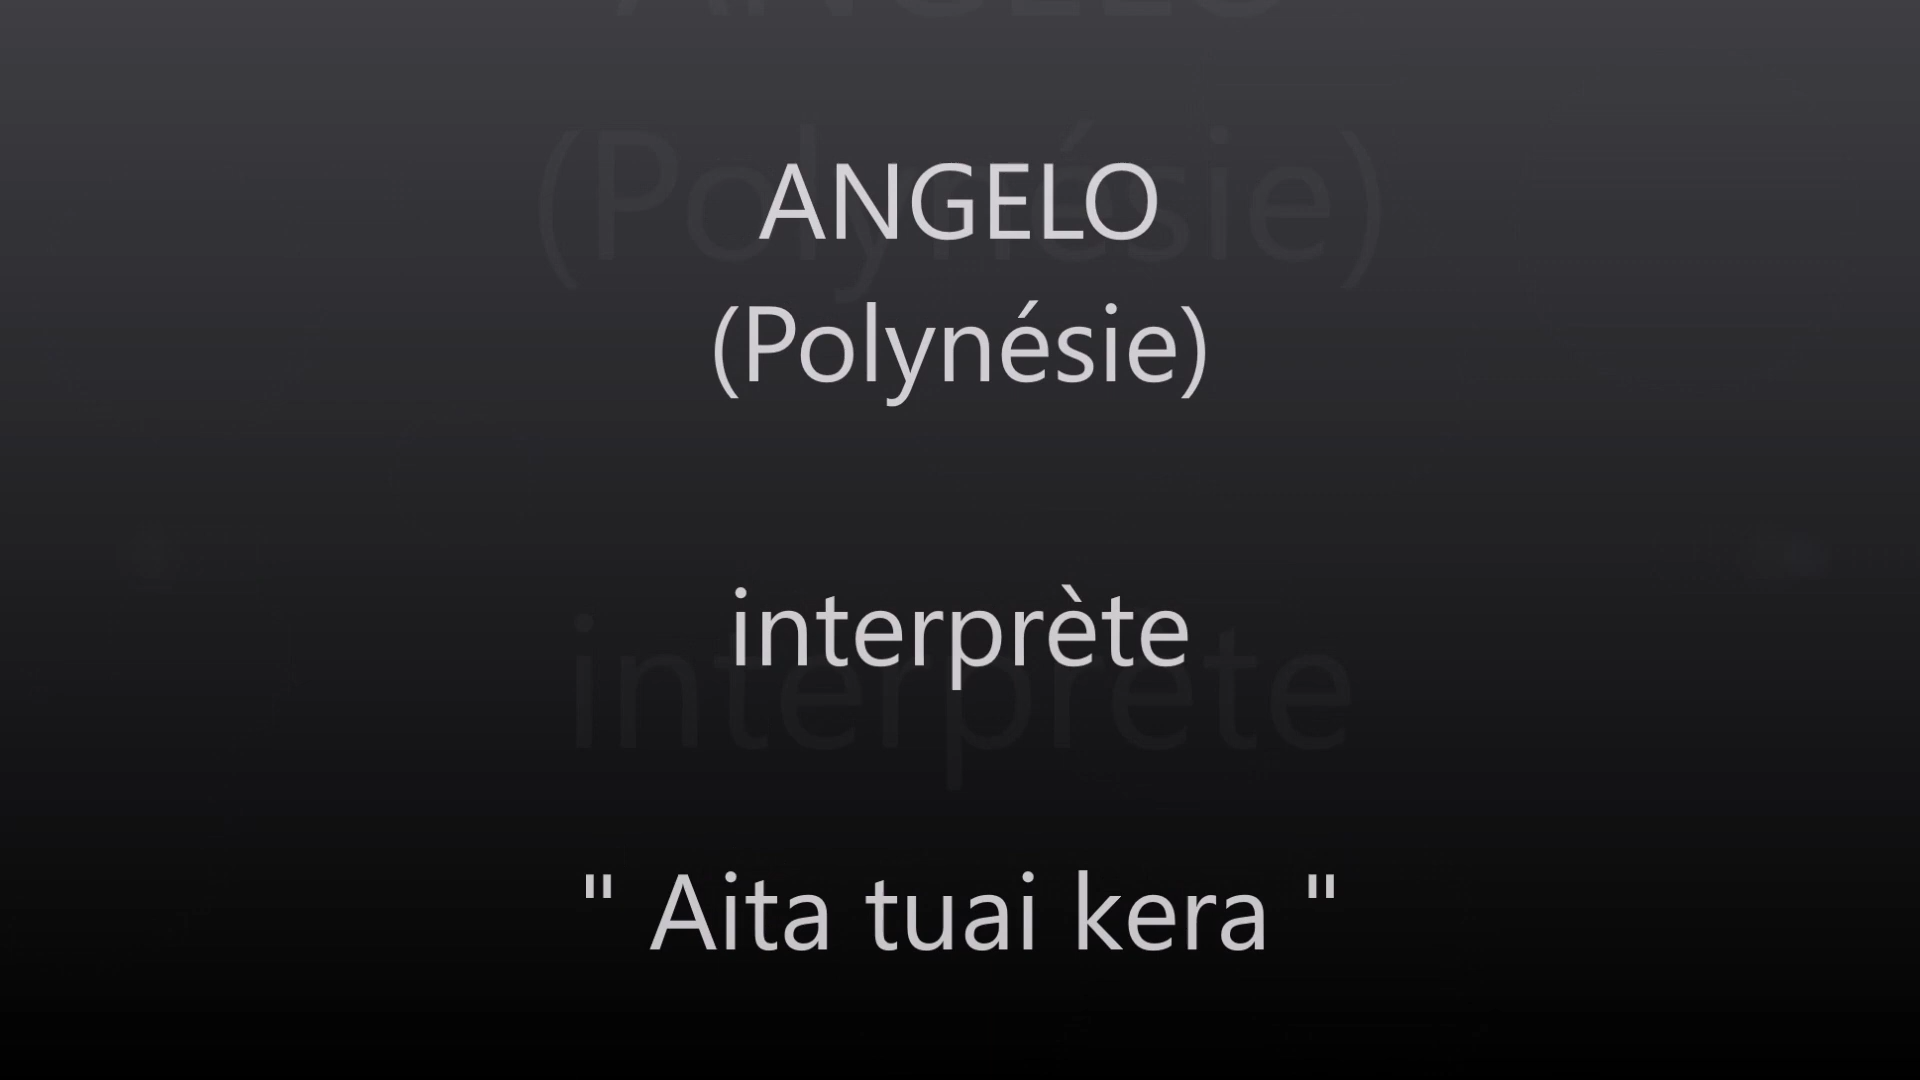 ANGELO
(Polynésie)
interprète
" Aita tuai kera "